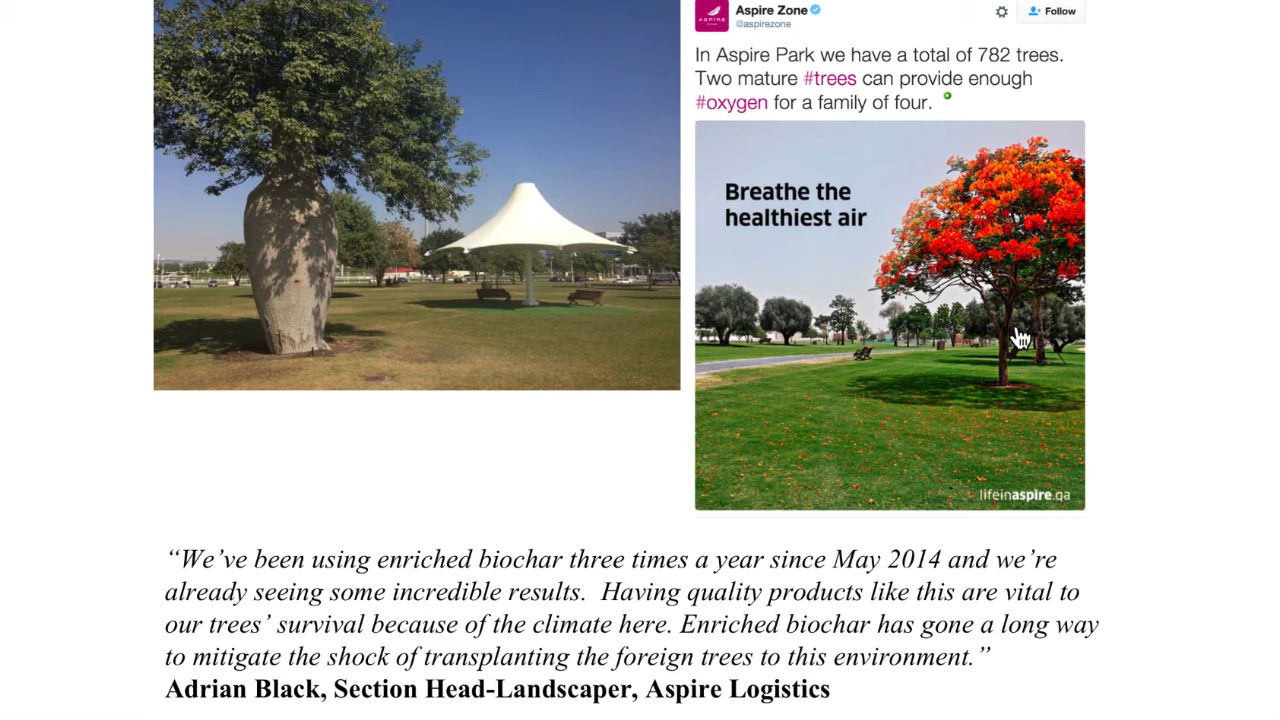 ASPIRE
ZONE
Aspire Zone
@aspirezone
Follow
In Aspire Park we have a total of 782 trees.
Two mature #trees can provide enough
#oxygen for a family of four.
Breathe the
healthiest air
lifeinaspire.qa
“We’ve been using enriched biochar three times a year since May 2014 and we’re
already seeing some incredible results.  Having quality products like this are vital to
our trees’ survival because of the climate here. Enriched biochar has gone a long way
to mitigate the shock of transplanting the foreign trees to this environment.”
Adrian Black, Section Head-Landscaper, Aspire Logistics